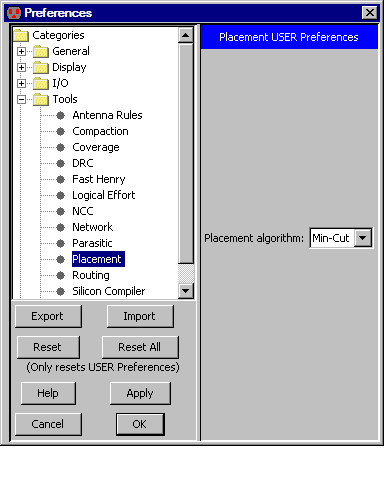 Preferences
Categories
General
Display
I/O
Tools
Antenna Rules
Compaction
Coverage
DRC
Fast Henry
Logical Effort
NCC
Network
Parasitic
Placement
Routing
Silicon Compiler
Export Import
Reset Reset All
(Only resets USER Preferences)
Help Apply
Cancel OK
Placement USER Preferences
Placement algorithm: Min-Cut